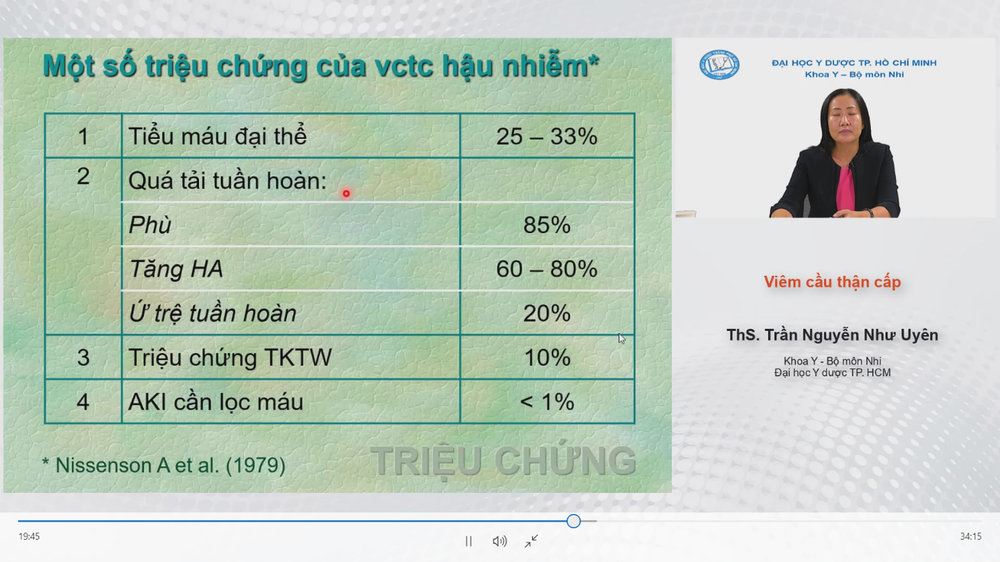 Một số triệu chứng của vctc hậu nhiễm*
1 Tiểu máu đại thể 25 – 33%
2 Quá tải tuần hoàn:
Phù 85%
Tăng HA 60 – 80%
Ứ trệ tuần hoàn 20%
3 Triệu chứng TKTW 10%
4 AKI cần lọc máu < 1%
* Nissenson A et al. (1979)
TRIỆU CHỨNG
ĐẠI HỌC Y DƯỢC TP. HỒ CHÍ MINH
Khoa Y – Bộ môn Nhi
Viêm cầu thận cấp
ThS. Trần Nguyễn Như Uyên
Khoa Y - Bộ môn Nhi
Đại học Y dược TP. HCM
19:45
34:15